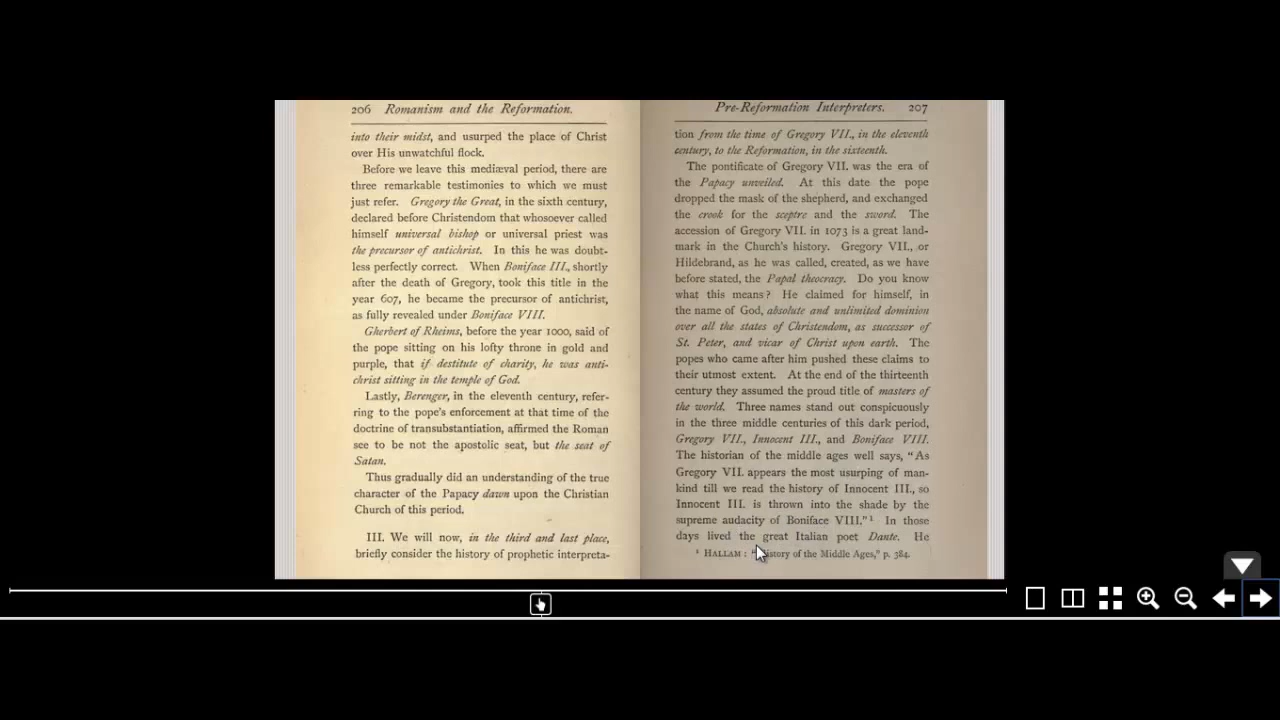 206 Romanism and the Reformation.
into their midst, and usurped the place of Christ
over His unwatchful flock.
Before we leave this mediæval period, there are
three remarkable testimonies to which we must
just refer. Gregory the Great, in the sixth century,
declared before Christendom that whosoever called
himself universal bishop or universal priest was
the precursor of antichrist. In this he was doubt-
less perfectly correct. When Boniface III., shortly
after the death of Gregory, took this title in the
year 607, he became the precursor of antichrist,
as fully revealed under Boniface VIII.
Gherbert of Rheims, before the year 1000, said of
the pope sitting on his lofty throne in gold and
purple, that if destitute of charity, he was anti-
christ sitting in the temple of God.
Lastly, Berenger, in the eleventh century, refer-
ring to the pope's enforcement at that time of the
doctrine of transubstantiation, affirmed the Roman
see to be not the apostolic seat, but the seat of
Satan.
Thus gradually did an understanding of the true
character of the Papacy dawn upon the Christian
Church of this period.
III. We will now, in the third and last place,
briefly consider the history of prophetic interpreta-
Pre-Reformation Interpreters. 207
tion from the time of Gregory VII., in the eleventh
century, to the Reformation, in the sixteenth.
The pontificate of Gregory VII. was the era of
the Papacy unveiled. At this date the pope
dropped the mask of the shepherd, and exchanged
the crook for the sceptre and the sword. The
accession of Gregory VII. in 1073 is a great land-
mark in the Church's history. Gregory VII., or
Hildebrand, as he was called, created, as we have
before stated, the Papal theocracy. Do you know
what this means? He claimed for himself, in
the name of God, absolute and unlimited dominion
over all the states of Christendom, as successor of
St. Peter, and vicar of Christ upon earth. The
popes who came after him pushed these claims to
their utmost extent. At the end of the thirteenth
century they assumed the proud title of masters of
the world. Three names stand out conspicuously
in the three middle centuries of this dark period,
Gregory VII., Innocent III., and Boniface VIII.
The historian of the middle ages well says, "As
Gregory VII. appears the most usurping of man-
kind till we read the history of Innocent III., so
Innocent III. is thrown into the shade by the
supreme audacity of Boniface VIII."¹ In those
days lived the great Italian poet Dante. He
¹ HALLAM: "History of the Middle Ages," p. 384.